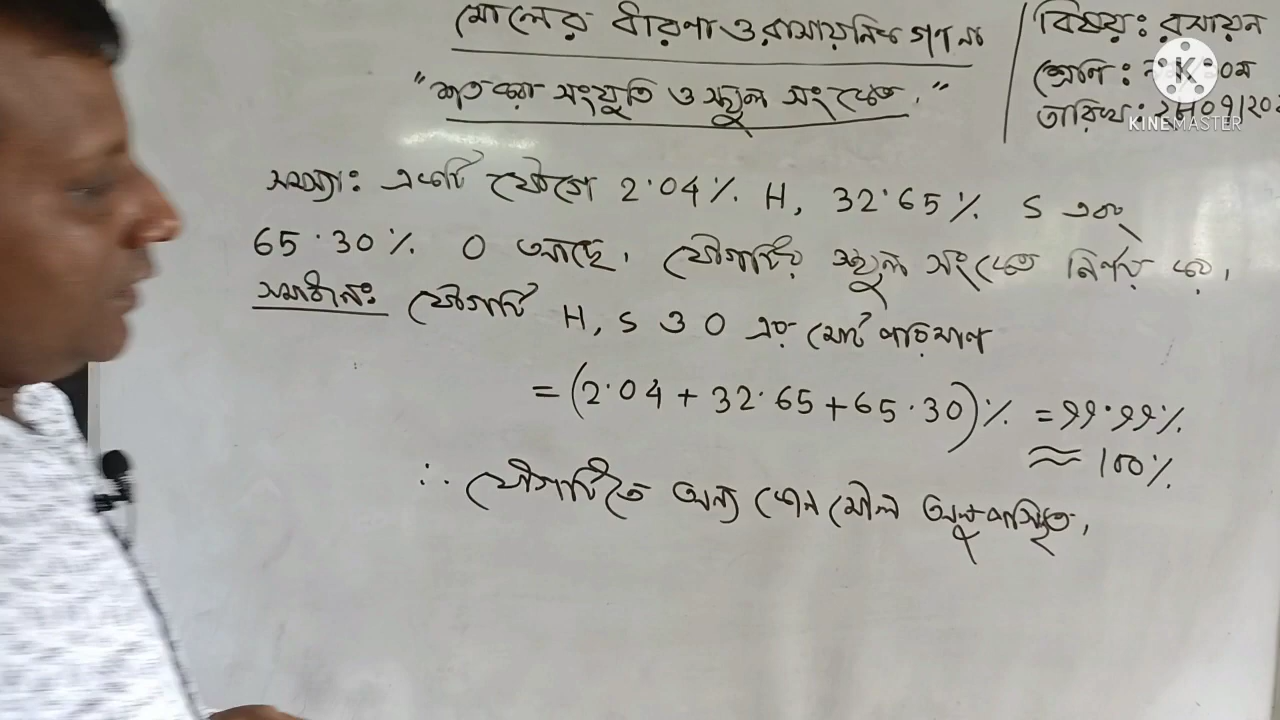 মোলের ধারণা ও রাসায়নিক গণনা
"শতকরা সংযুতি ও স্থূল সংকেত."
বিষয়ঃ রসায়ন
শ্রেণিঃ
তারিখঃ
KINEMASTER
সমস্যাঃ একটি যৌগে 2.04% H, 32.65% S এবং
65.30% O আছে। যৌগটির স্থূল সংকেত নির্ণয় কর।
সমাধানঃ যৌগটি H, S ও O এর মোট পরিমাণ
= (2.04 + 32.65 + 65.30)% = 99.99%
≈ 100%
∴ যৌগটিতে অন্য কোন মৌল অনুপস্থিত।